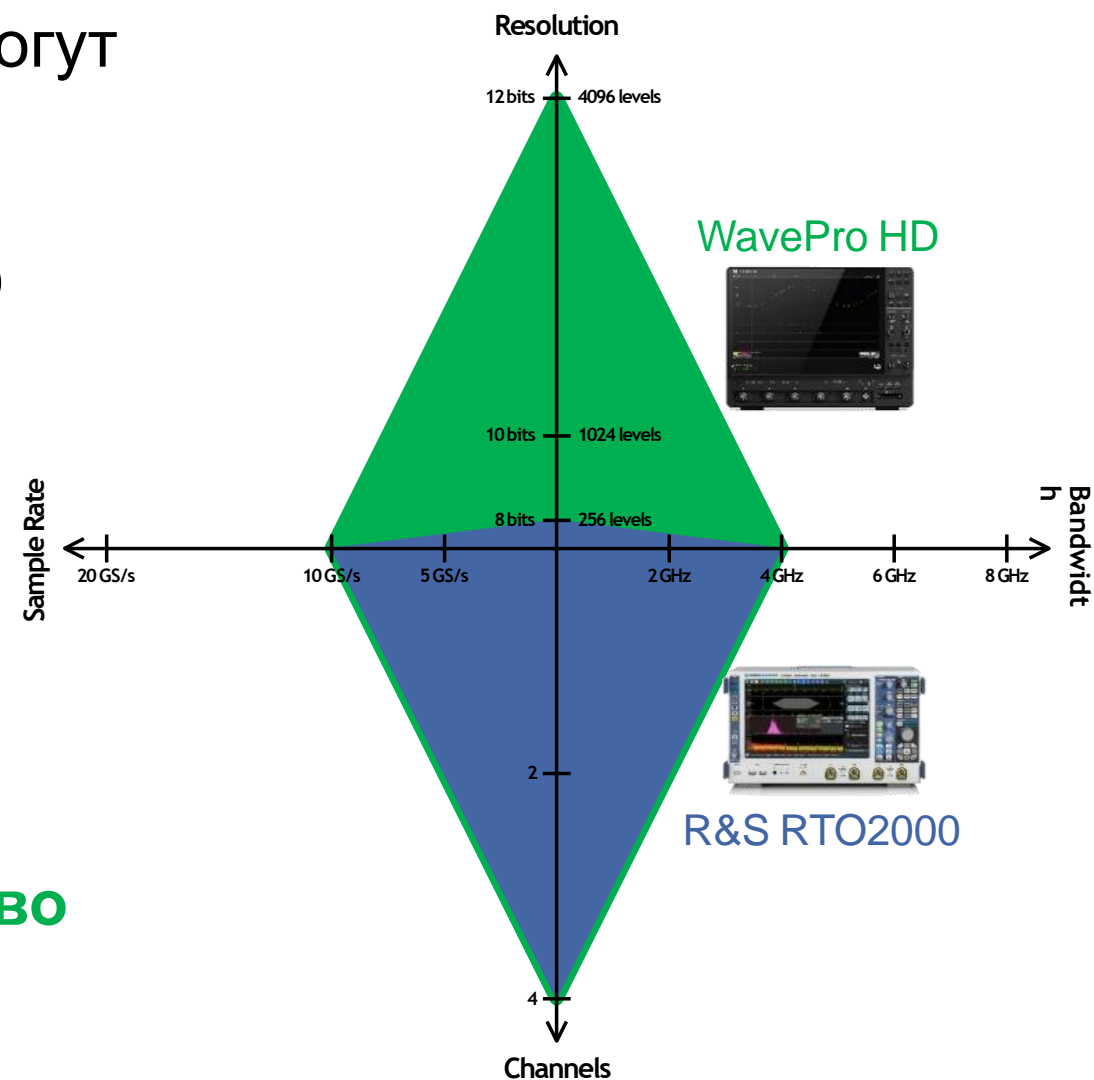 огут
Resolution
12 bits
4096 levels
WavePro HD
10 bits
1024 levels
8 bits
256 levels
Sample Rate
Bandwidt
h
20 GS/s
10 GS/s
5 GS/s
2 GHz
4 GHz
6 GHz
8 GHz
2
R&S RTO2000
во
4
Channels